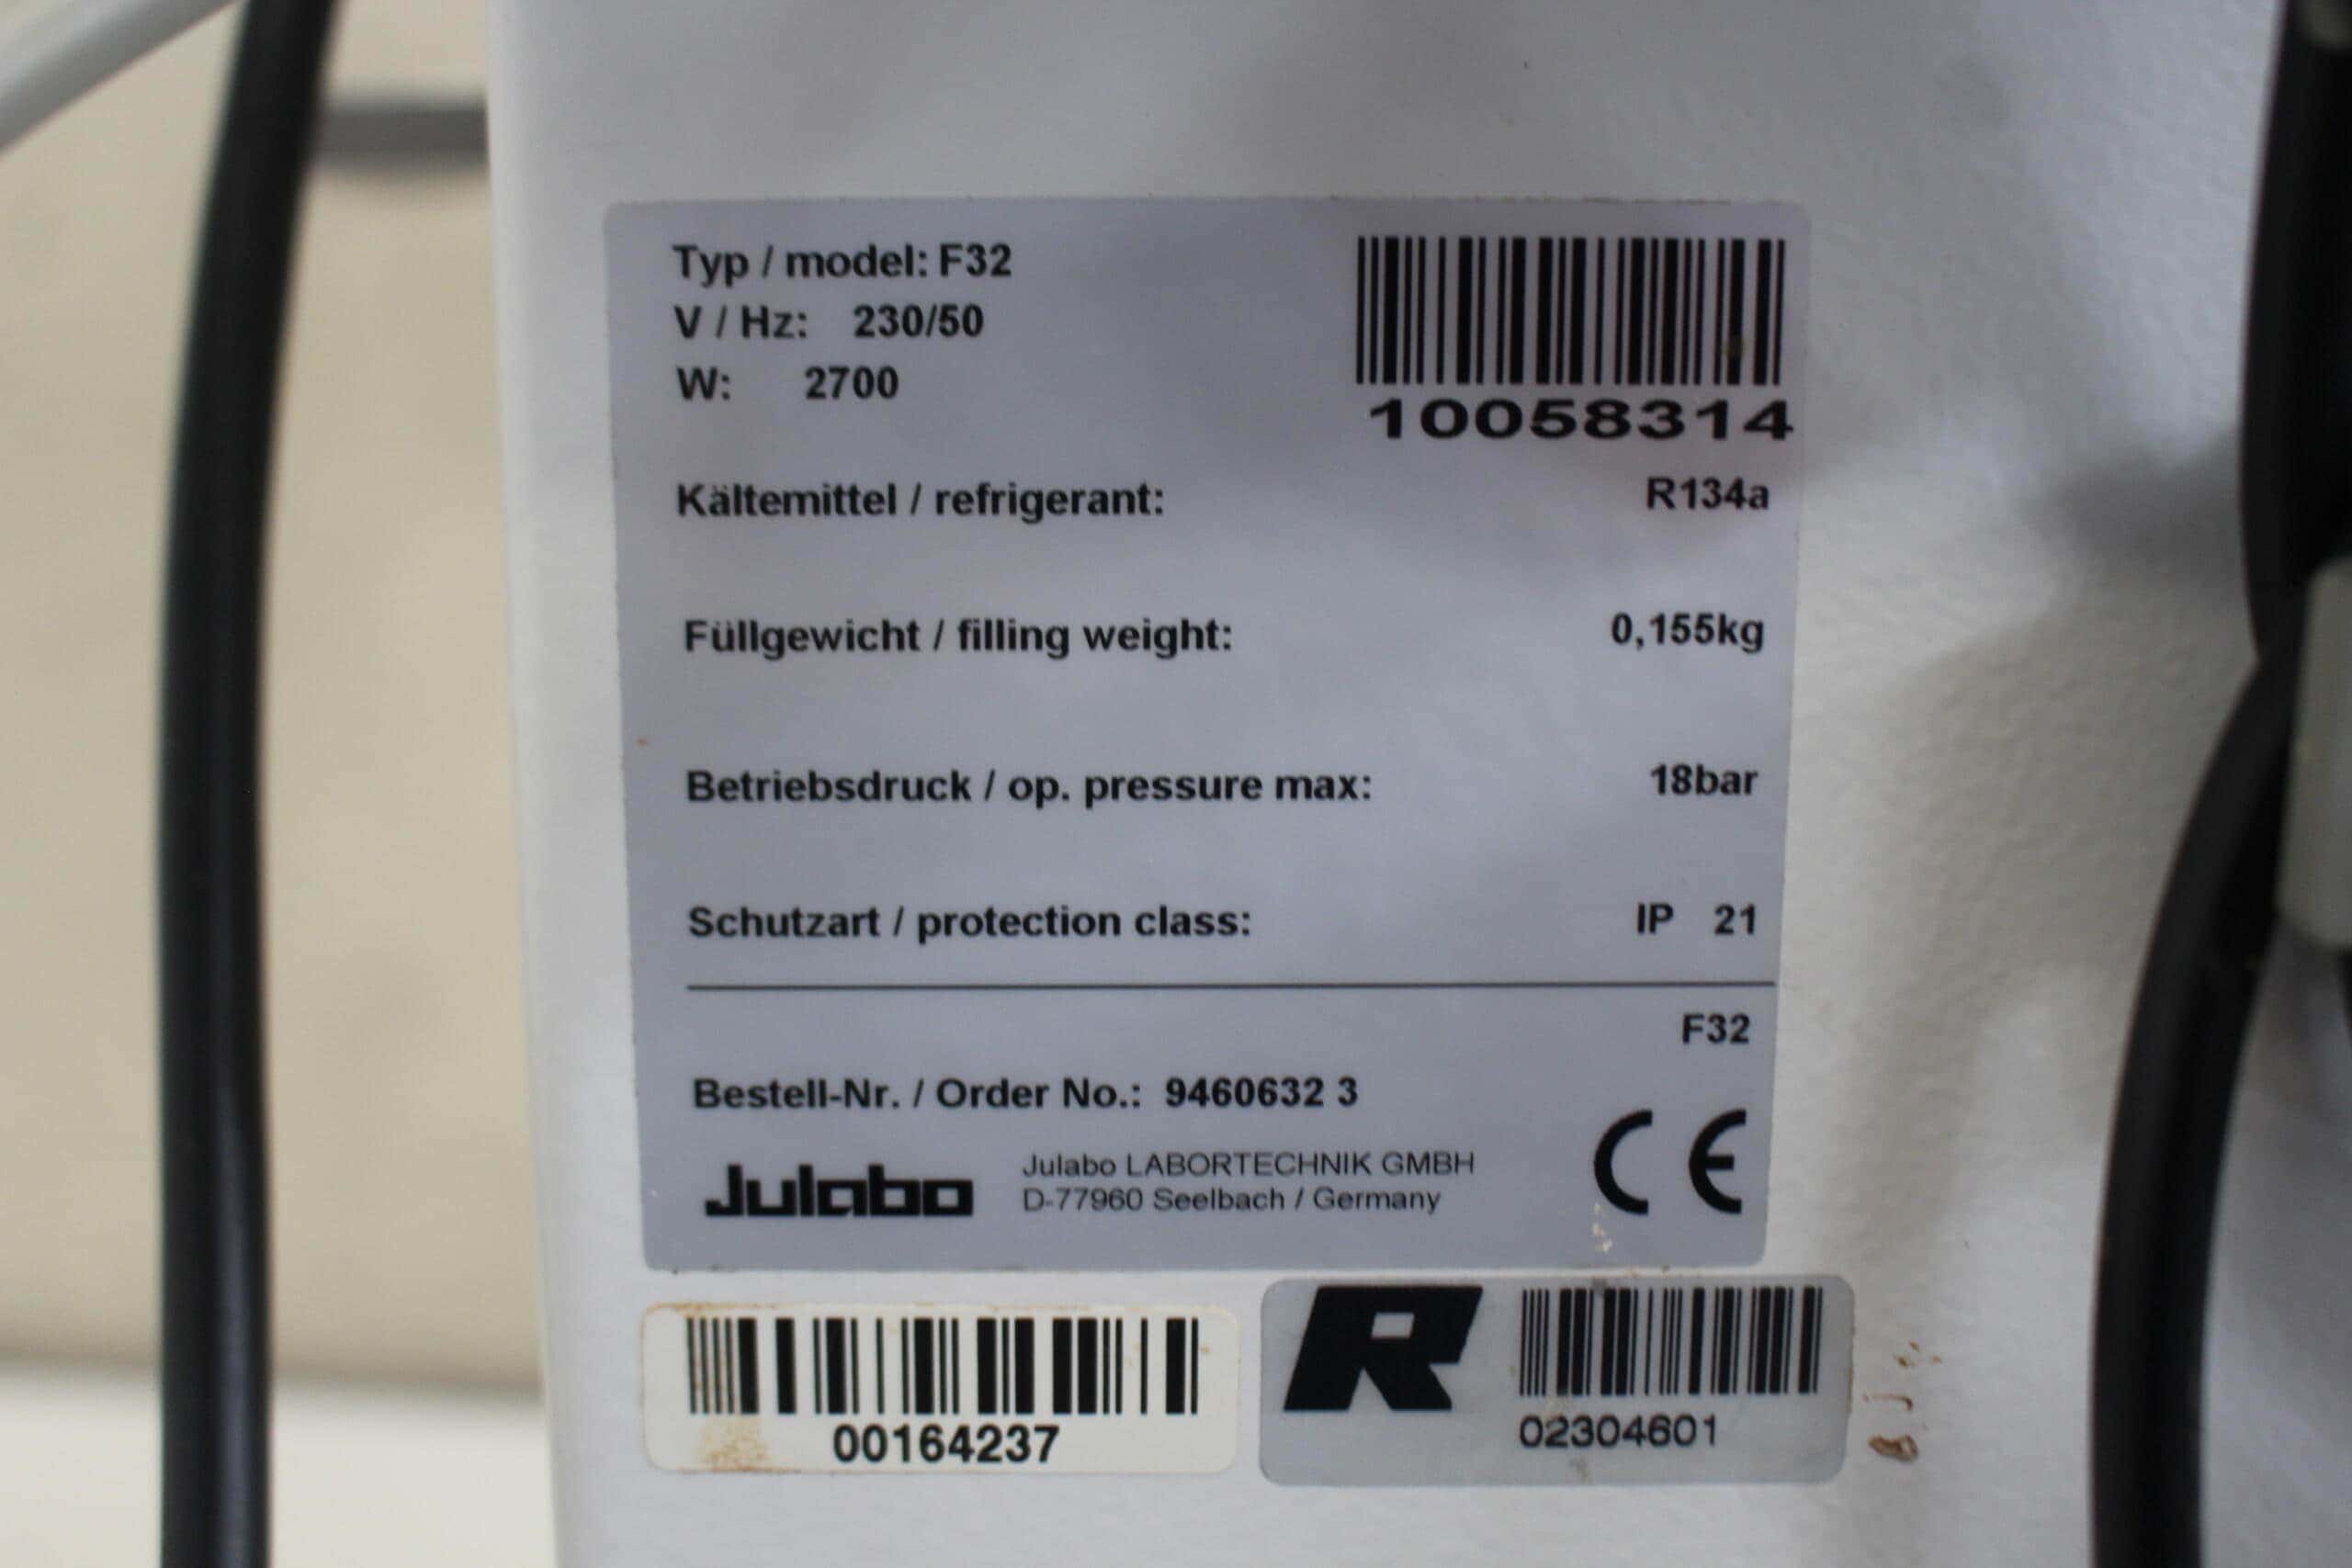 Typ / model: F32
V / Hz: 230/50
W: 2700
10058314
Kältemittel / refrigerant: R134a
Füllgewicht / filling weight: 0,155kg
Betriebsdruck / op. pressure max: 18bar
Schutzart / protection class: IP 21
F32
Bestell-Nr. / Order No.: 9460632 3
Julabo
Julabo LABORTECHNIK GMBH
D-77960 Seelbach / Germany
CE
00164237
R
02304601